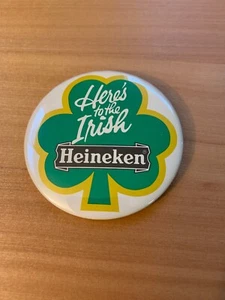 Here's
to the
Irish
Heineken